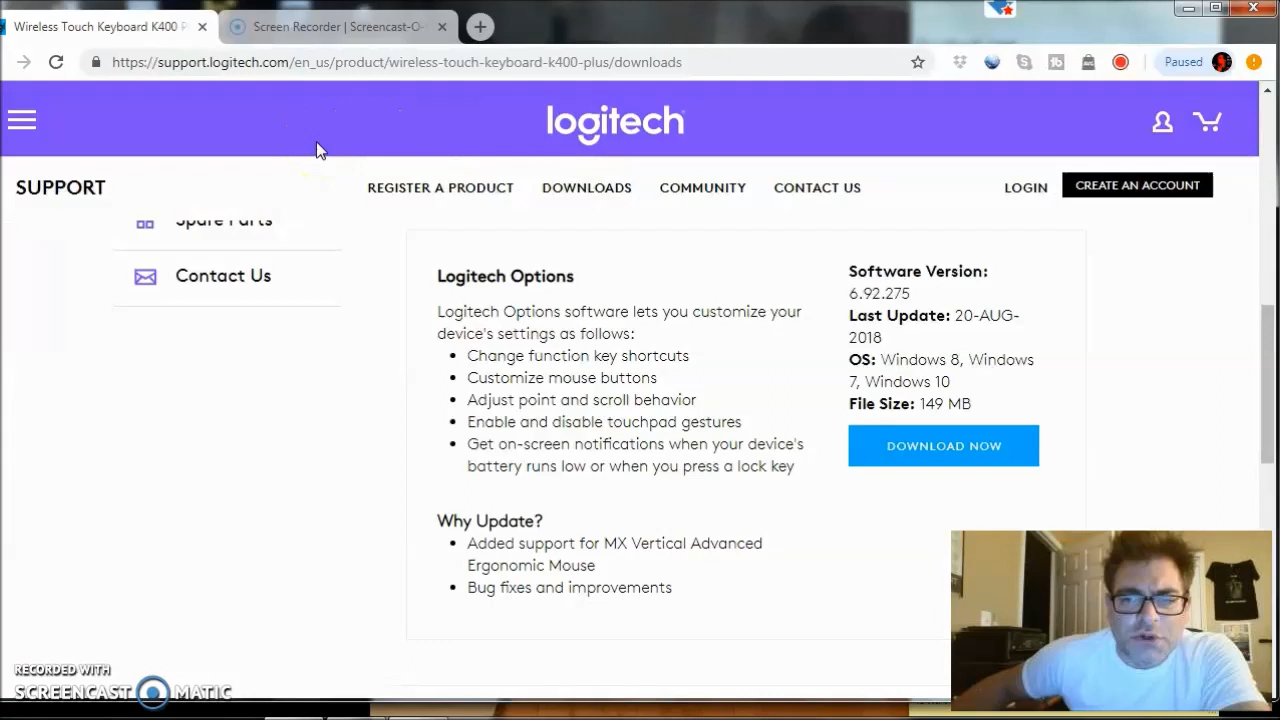 Wireless Touch Keyboard K400 P
Screen Recorder | Screencast-O-
https://support.logitech.com/en_us/product/wireless-touch-keyboard-k400-plus/downloads
Paused
logitech
SUPPORT
REGISTER A PRODUCT
DOWNLOADS
COMMUNITY
CONTACT US
LOGIN
CREATE AN ACCOUNT
Spare Parts
Contact Us
Logitech Options
Logitech Options software lets you customize your
device's settings as follows:
• Change function key shortcuts
• Customize mouse buttons
• Adjust point and scroll behavior
• Enable and disable touchpad gestures
• Get on-screen notifications when your device's
battery runs low or when you press a lock key
Why Update?
• Added support for MX Vertical Advanced
Ergonomic Mouse
• Bug fixes and improvements
Software Version:
6.92.275
Last Update: 20-AUG-
2018
OS: Windows 8, Windows
7, Windows 10
File Size: 149 MB
DOWNLOAD NOW
RECORDED WITH
SCREENCAST MATIC